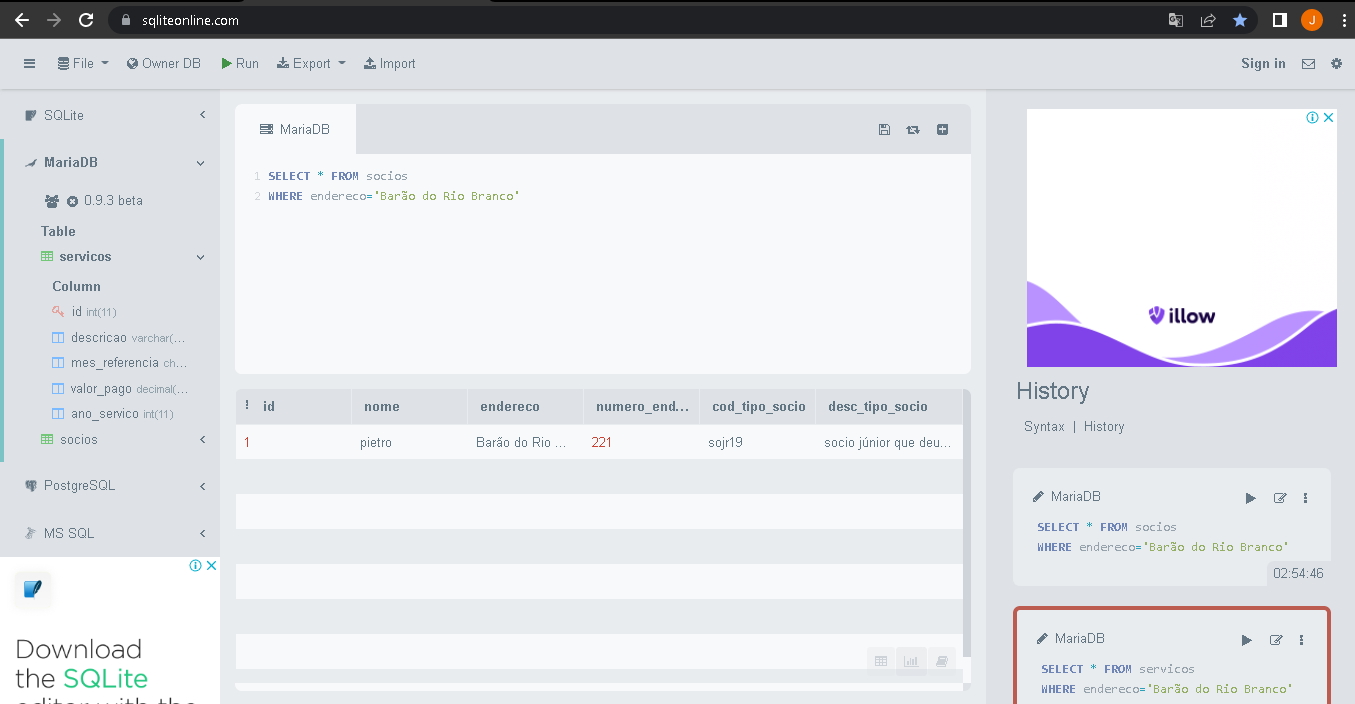 sqliteonline.com
J
File
Owner DB
Run
Export
Import
Sign in
SQLite
MariaDB
0.9.3 beta
Table
servicos
Column
id int(11)
descricao varchar(...
mes_referencia ch...
valor_pago decimal(...
ano_servico int(11)
socios
PostgreSQL
MS SQL
Download
the SQLite
editor with the
MariaDB
1 SELECT * FROM socios
2 WHERE endereco="Barão do Rio Branco"
id nome endereco numero_end... cod_tipo_socio desc_tipo_socio
1 pietro Barão do Rio ... 221 sojr19 socio júnior que deu...
illow
History
Syntax | History
MariaDB
SELECT * FROM socios
WHERE endereco="Barão do Rio Branco"
02:54:46
MariaDB
SELECT * FROM servicos
WHERE endereco="Barão do Rio Branco"